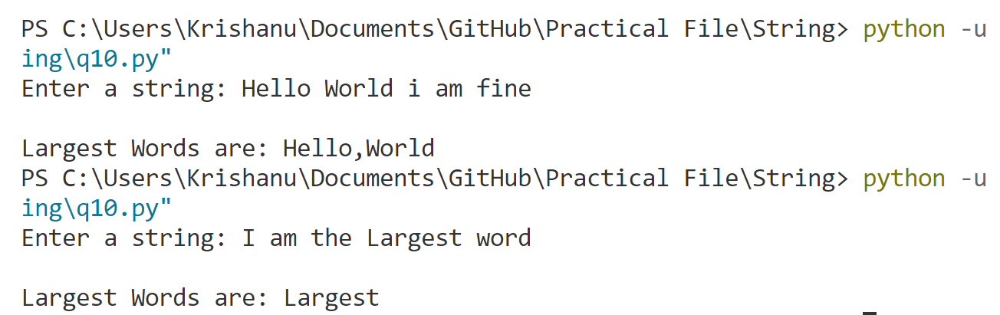 PS C:\Users\Krishanu\Documents\GitHub\Practical File\String> python -u
ing\q10.py"
Enter a string: Hello World i am fine
Largest Words are: Hello,World
PS C:\Users\Krishanu\Documents\GitHub\Practical File\String> python -u
ing\q10.py"
Enter a string: I am the Largest word
Largest Words are: Largest